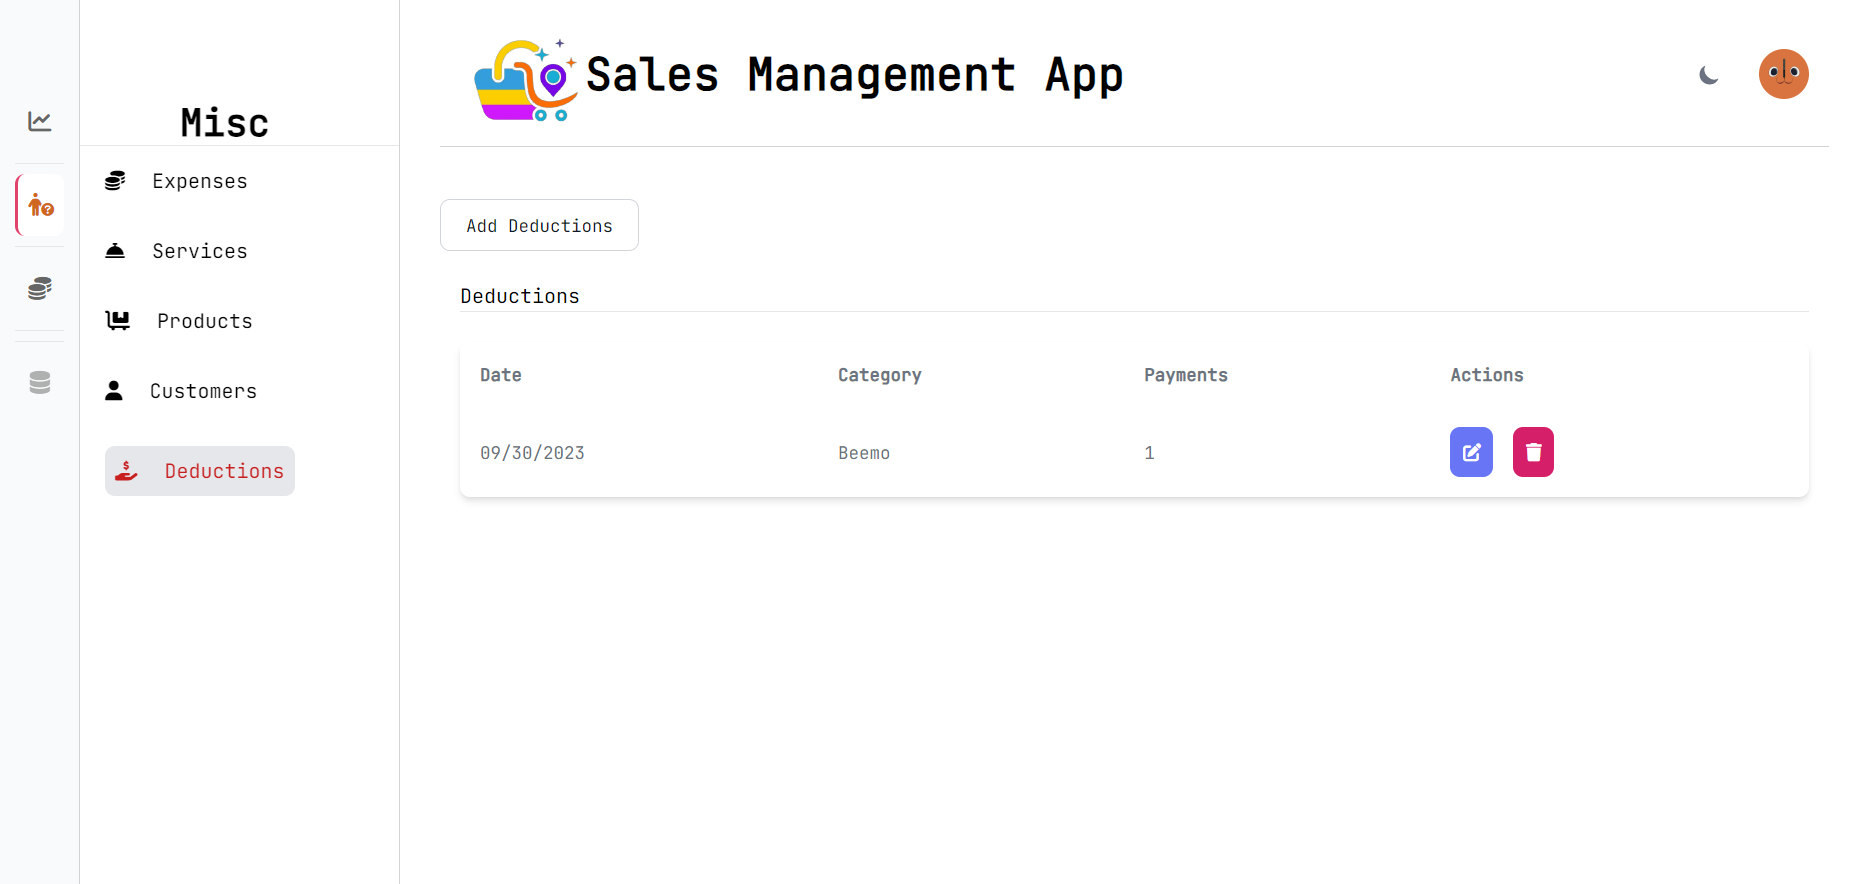 Misc
Expenses
Services
Products
Customers
Deductions
Sales Management App
Add Deductions
Deductions
Date Category Payments Actions
09/30/2023 Beemo 1